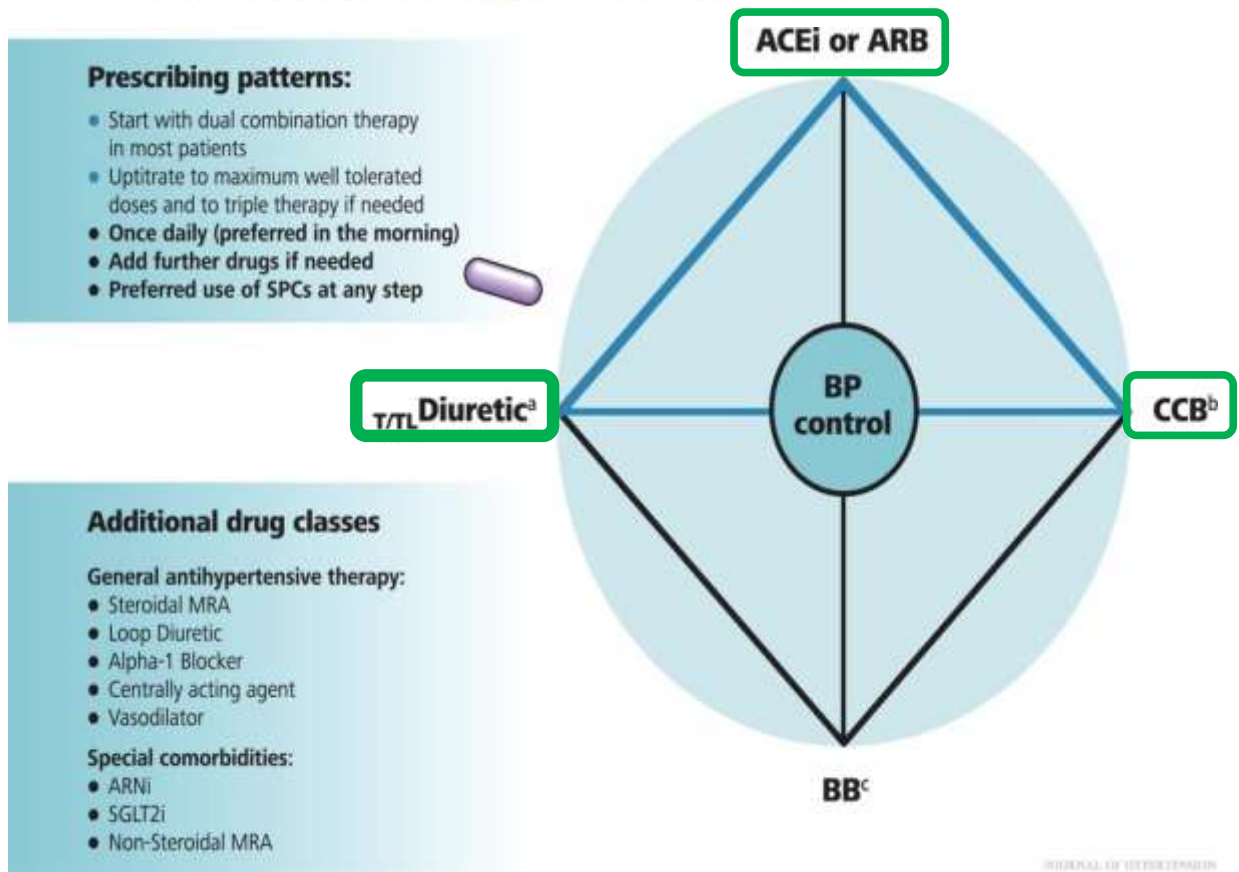 Prescribing patterns:
• Start with dual combination therapy
in most patients
• Uptitrate to maximum well tolerated
doses and to triple therapy if needed
• Once daily (preferred in the morning)
• Add further drugs if needed
• Preferred use of SPCs at any step
ACEi or ARB
T/TLDiureticᵃ
BP
control
CCBᵇ
BBᶜ
Additional drug classes
General antihypertensive therapy:
• Steroidal MRA
• Loop Diuretic
• Alpha-1 Blocker
• Centrally acting agent
• Vasodilator
Special comorbidities:
• ARNi
• SGLT2i
• Non-Steroidal MRA
JOURNAL OF HYPERTENSION